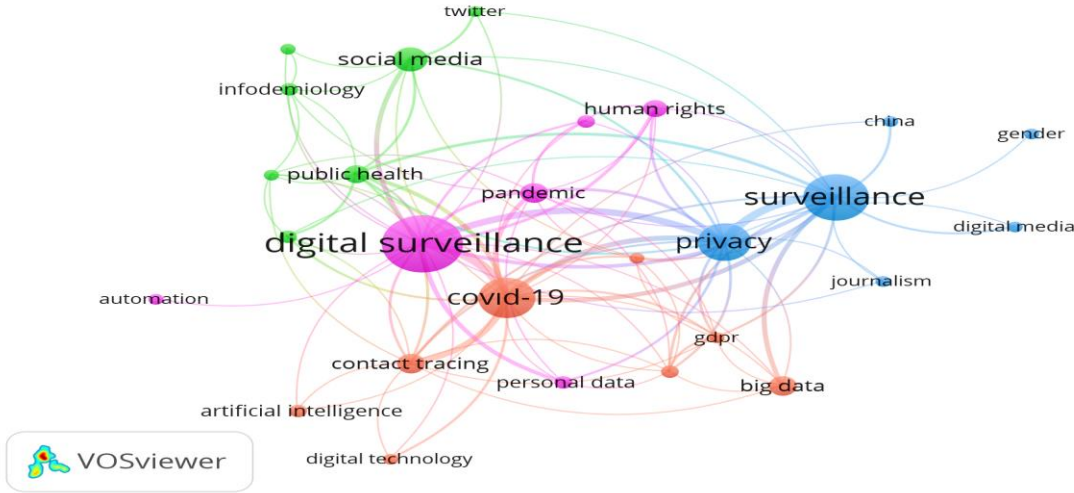 twitter
social media
infodemiology
human rights
china
gender
public health
pandemic
surveillance
digital media
digital surveillance
privacy
journalism
automation
covid-19
gdpr
contact tracing
personal data
big data
artificial intelligence
digital technology
VOSviewer